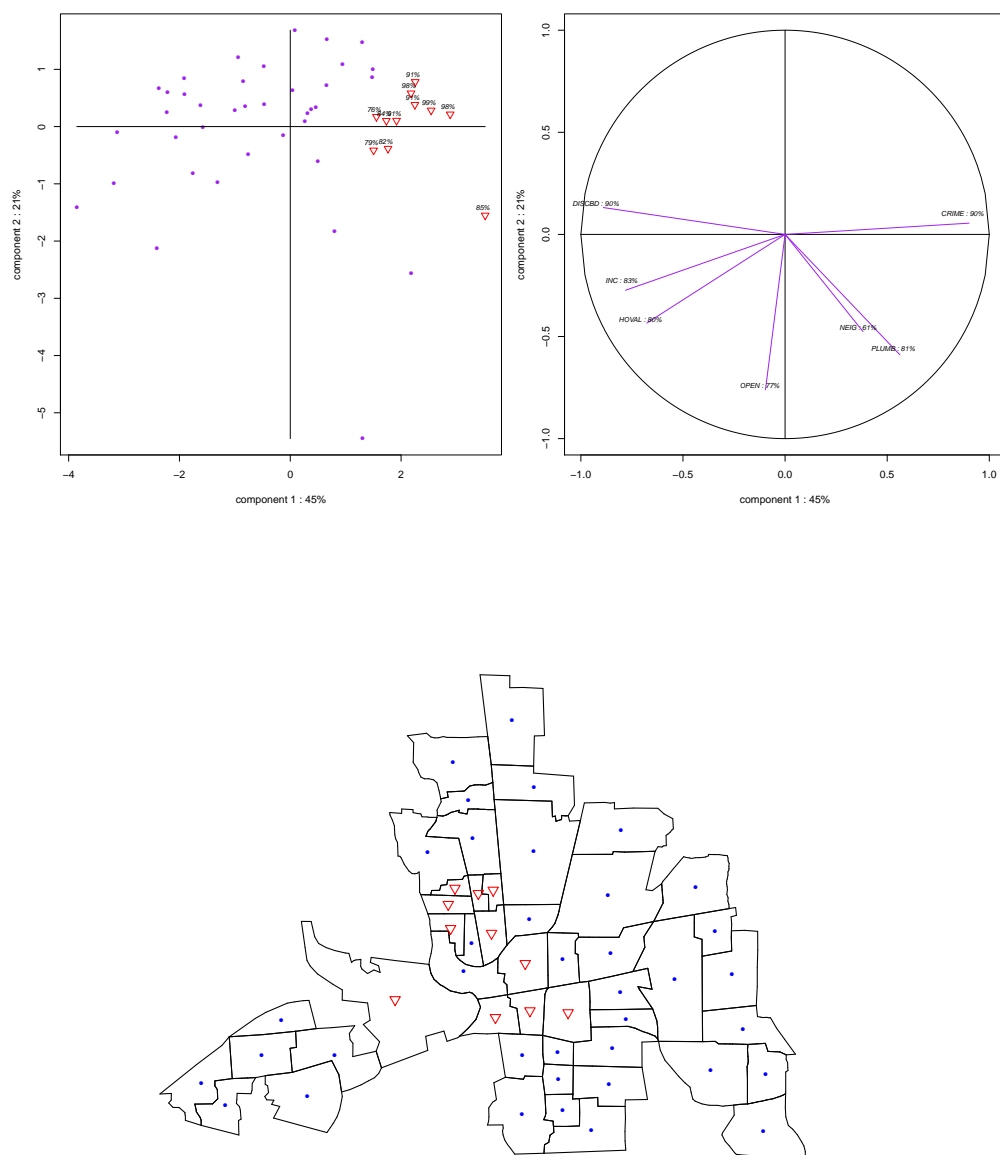 1
0
−1
−2
−3
−4
−5
component 2 : 21%
−4
−2
0
2
component 1 : 45%
91%
98%
91%
99%
98%
76%
91%
79%
82%
85%
1.0
0.5
0.0
−0.5
−1.0
component 2 : 21%
−1.0
−0.5
0.0
0.5
1.0
component 1 : 45%
DISCBD : 90%
CRIME : 90%
INC : 83%
HOVAL : 80%
NEIG : 61%
PLUMB : 81%
OPEN : 77%